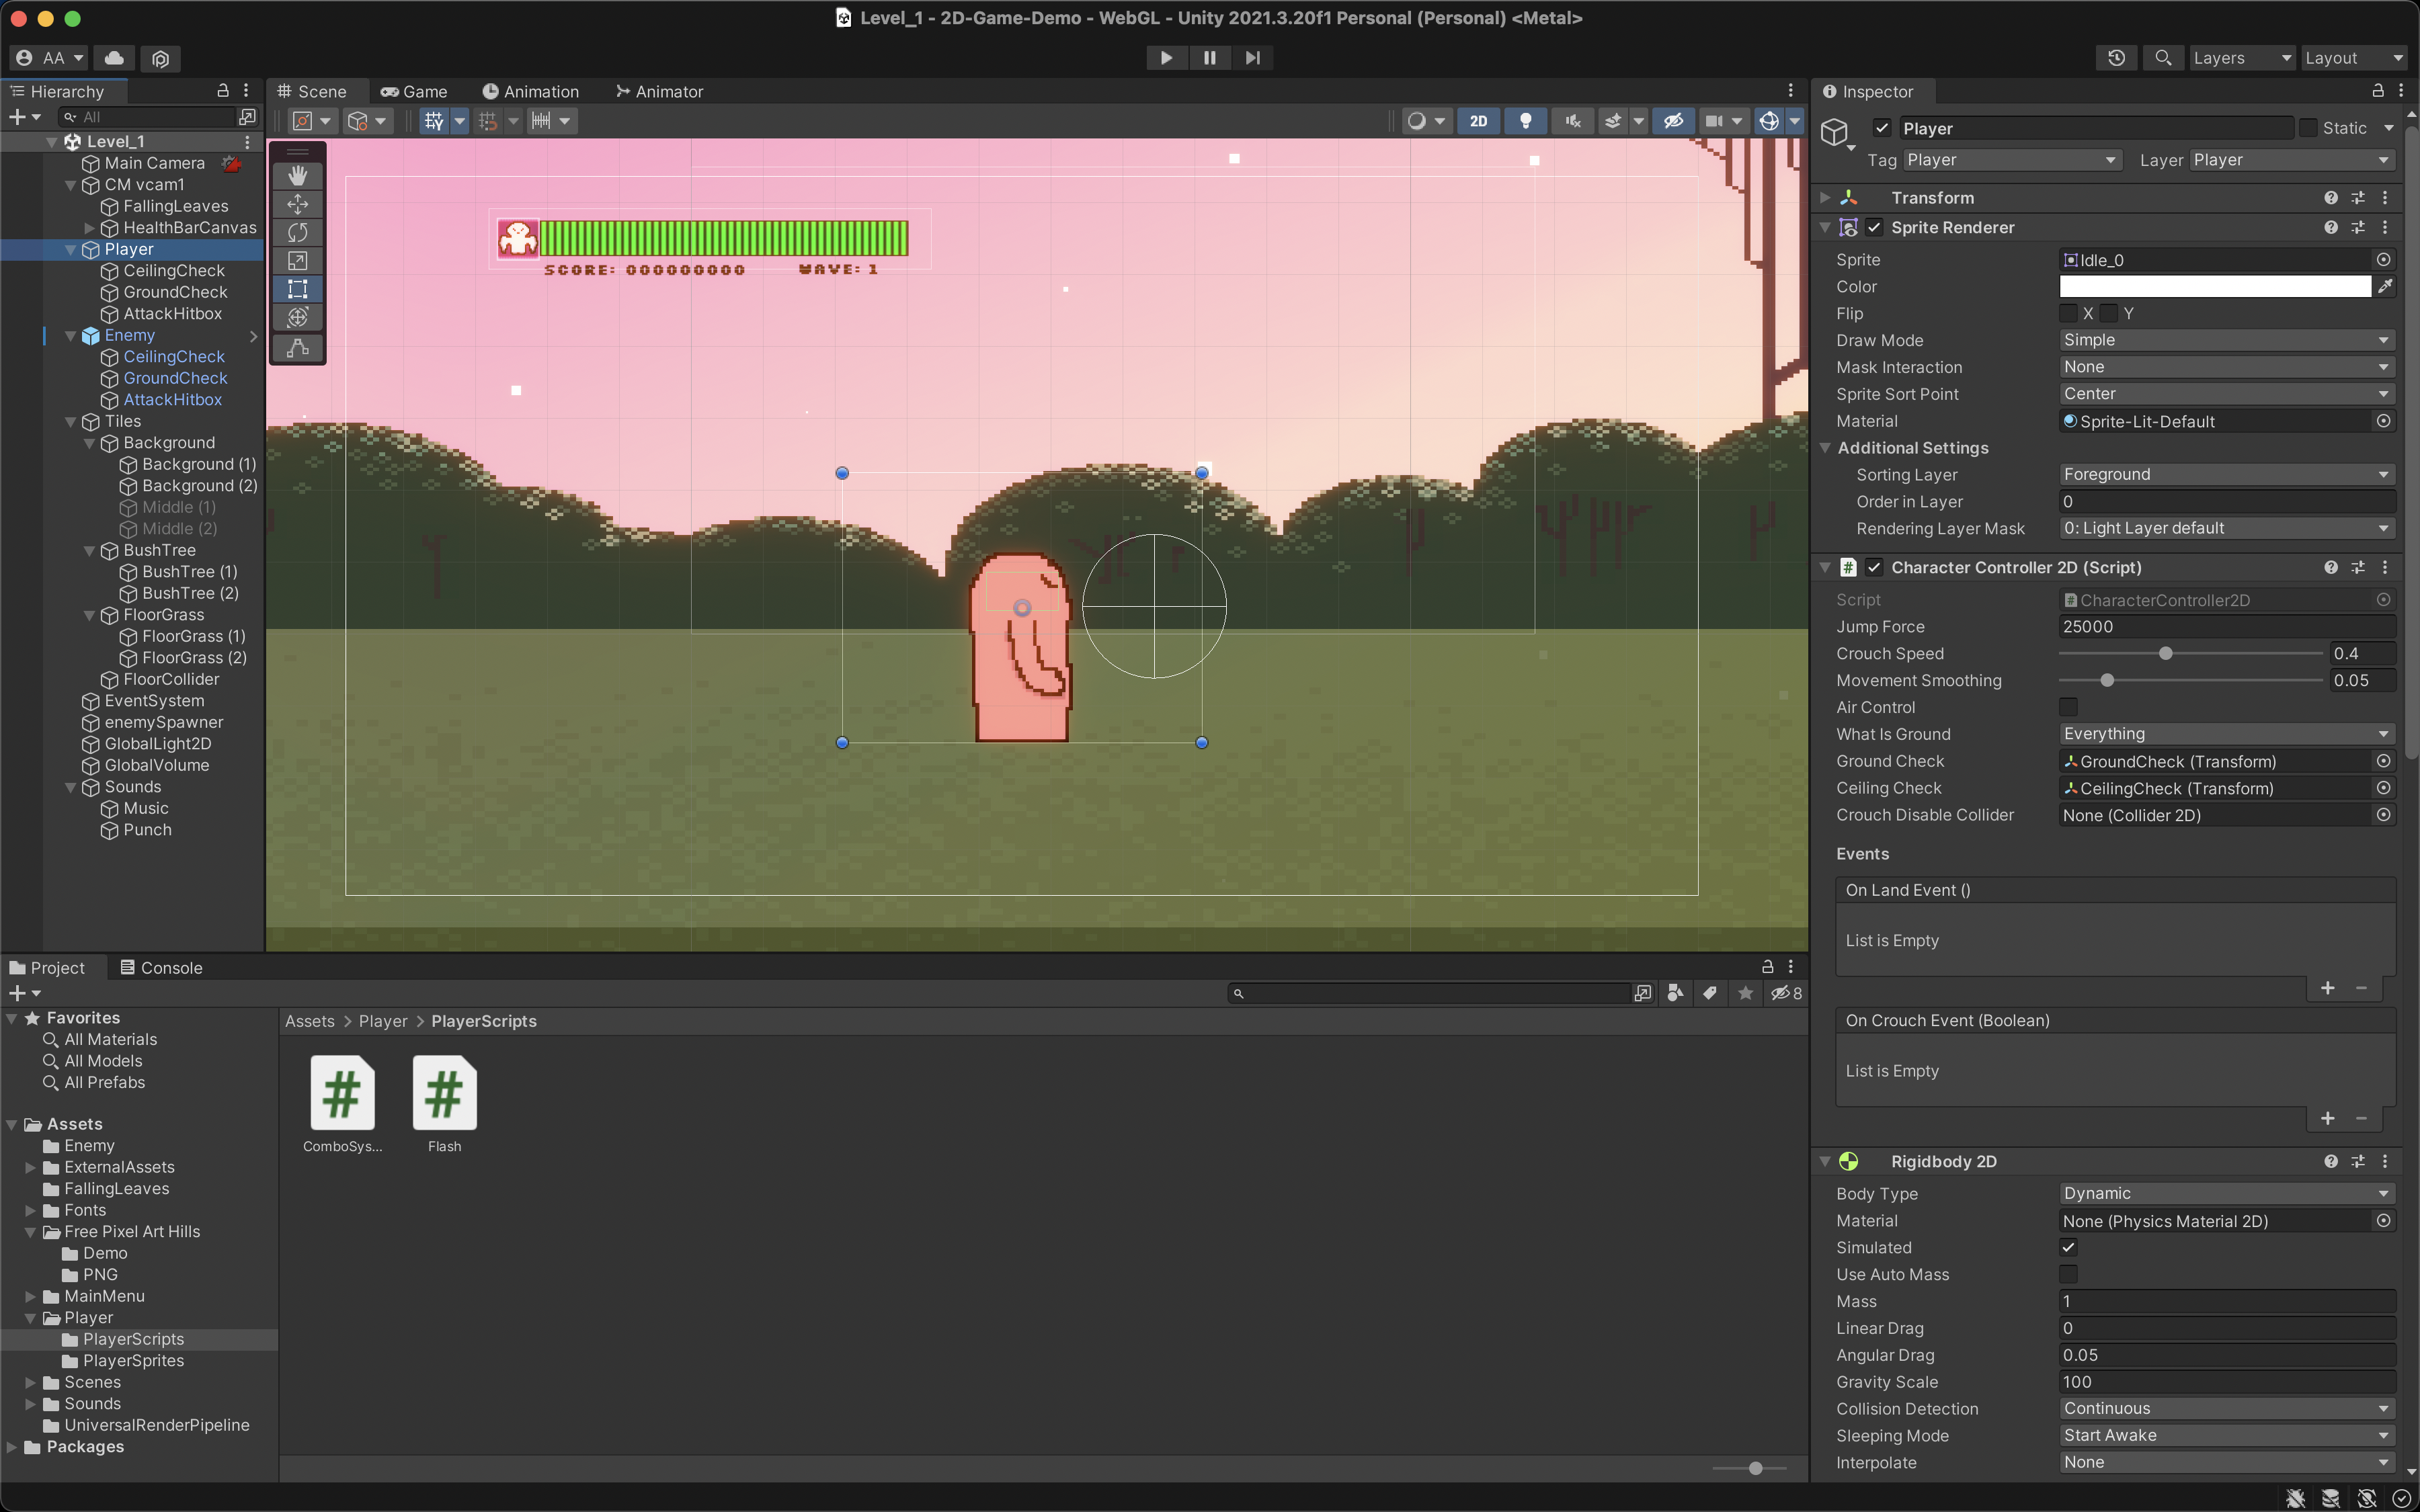 Level_1 - 2D-Game-Demo - WebGL - Unity 2021.3.20f1 Personal (Personal) <Metal>
AA
Layers
Layout
Hierarchy
All
Level_1
Main Camera
CM vcam1
FallingLeaves
HealthBarCanvas
Player
CeilingCheck
GroundCheck
AttackHitbox
Enemy
CeilingCheck
GroundCheck
AttackHitbox
Tiles
Background
Background (1)
Background (2)
Middle (1)
Middle (2)
BushTree
BushTree (1)
BushTree (2)
FloorGrass
FloorGrass (1)
FloorGrass (2)
FloorCollider
EventSystem
enemySpawner
GlobalLight2D
GlobalVolume
Sounds
Music
Punch
Scene
Game
Animation
Animator
2D
SCORE: 000000000 WAVE: 1
Inspector
Player
Static
Tag Player
Layer Player
Transform
Sprite Renderer
Sprite Idle_0
Color
Flip X Y
Draw Mode Simple
Mask Interaction None
Sprite Sort Point Center
Material Sprite-Lit-Default
Additional Settings
Sorting Layer Foreground
Order in Layer 0
Rendering Layer Mask 0: Light Layer default
Character Controller 2D (Script)
Script CharacterController2D
Jump Force 25000
Crouch Speed 0.4
Movement Smoothing 0.05
Air Control
What Is Ground Everything
Ground Check GroundCheck (Transform)
Ceiling Check CeilingCheck (Transform)
Crouch Disable Collider None (Collider 2D)
Events
On Land Event ()
List is Empty
On Crouch Event (Boolean)
List is Empty
Rigidbody 2D
Body Type Dynamic
Material None (Physics Material 2D)
Simulated
Use Auto Mass
Mass 1
Linear Drag 0
Angular Drag 0.05
Gravity Scale 100
Collision Detection Continuous
Sleeping Mode Start Awake
Interpolate None
Project
Console
8
Favorites
All Materials
All Models
All Prefabs
Assets
Enemy
ExternalAssets
FallingLeaves
Fonts
Free Pixel Art Hills
Demo
PNG
MainMenu
Player
PlayerScripts
PlayerSprites
Scenes
Sounds
UniversalRenderPipeline
Packages
Assets > Player > PlayerScripts
ComboSys...
Flash